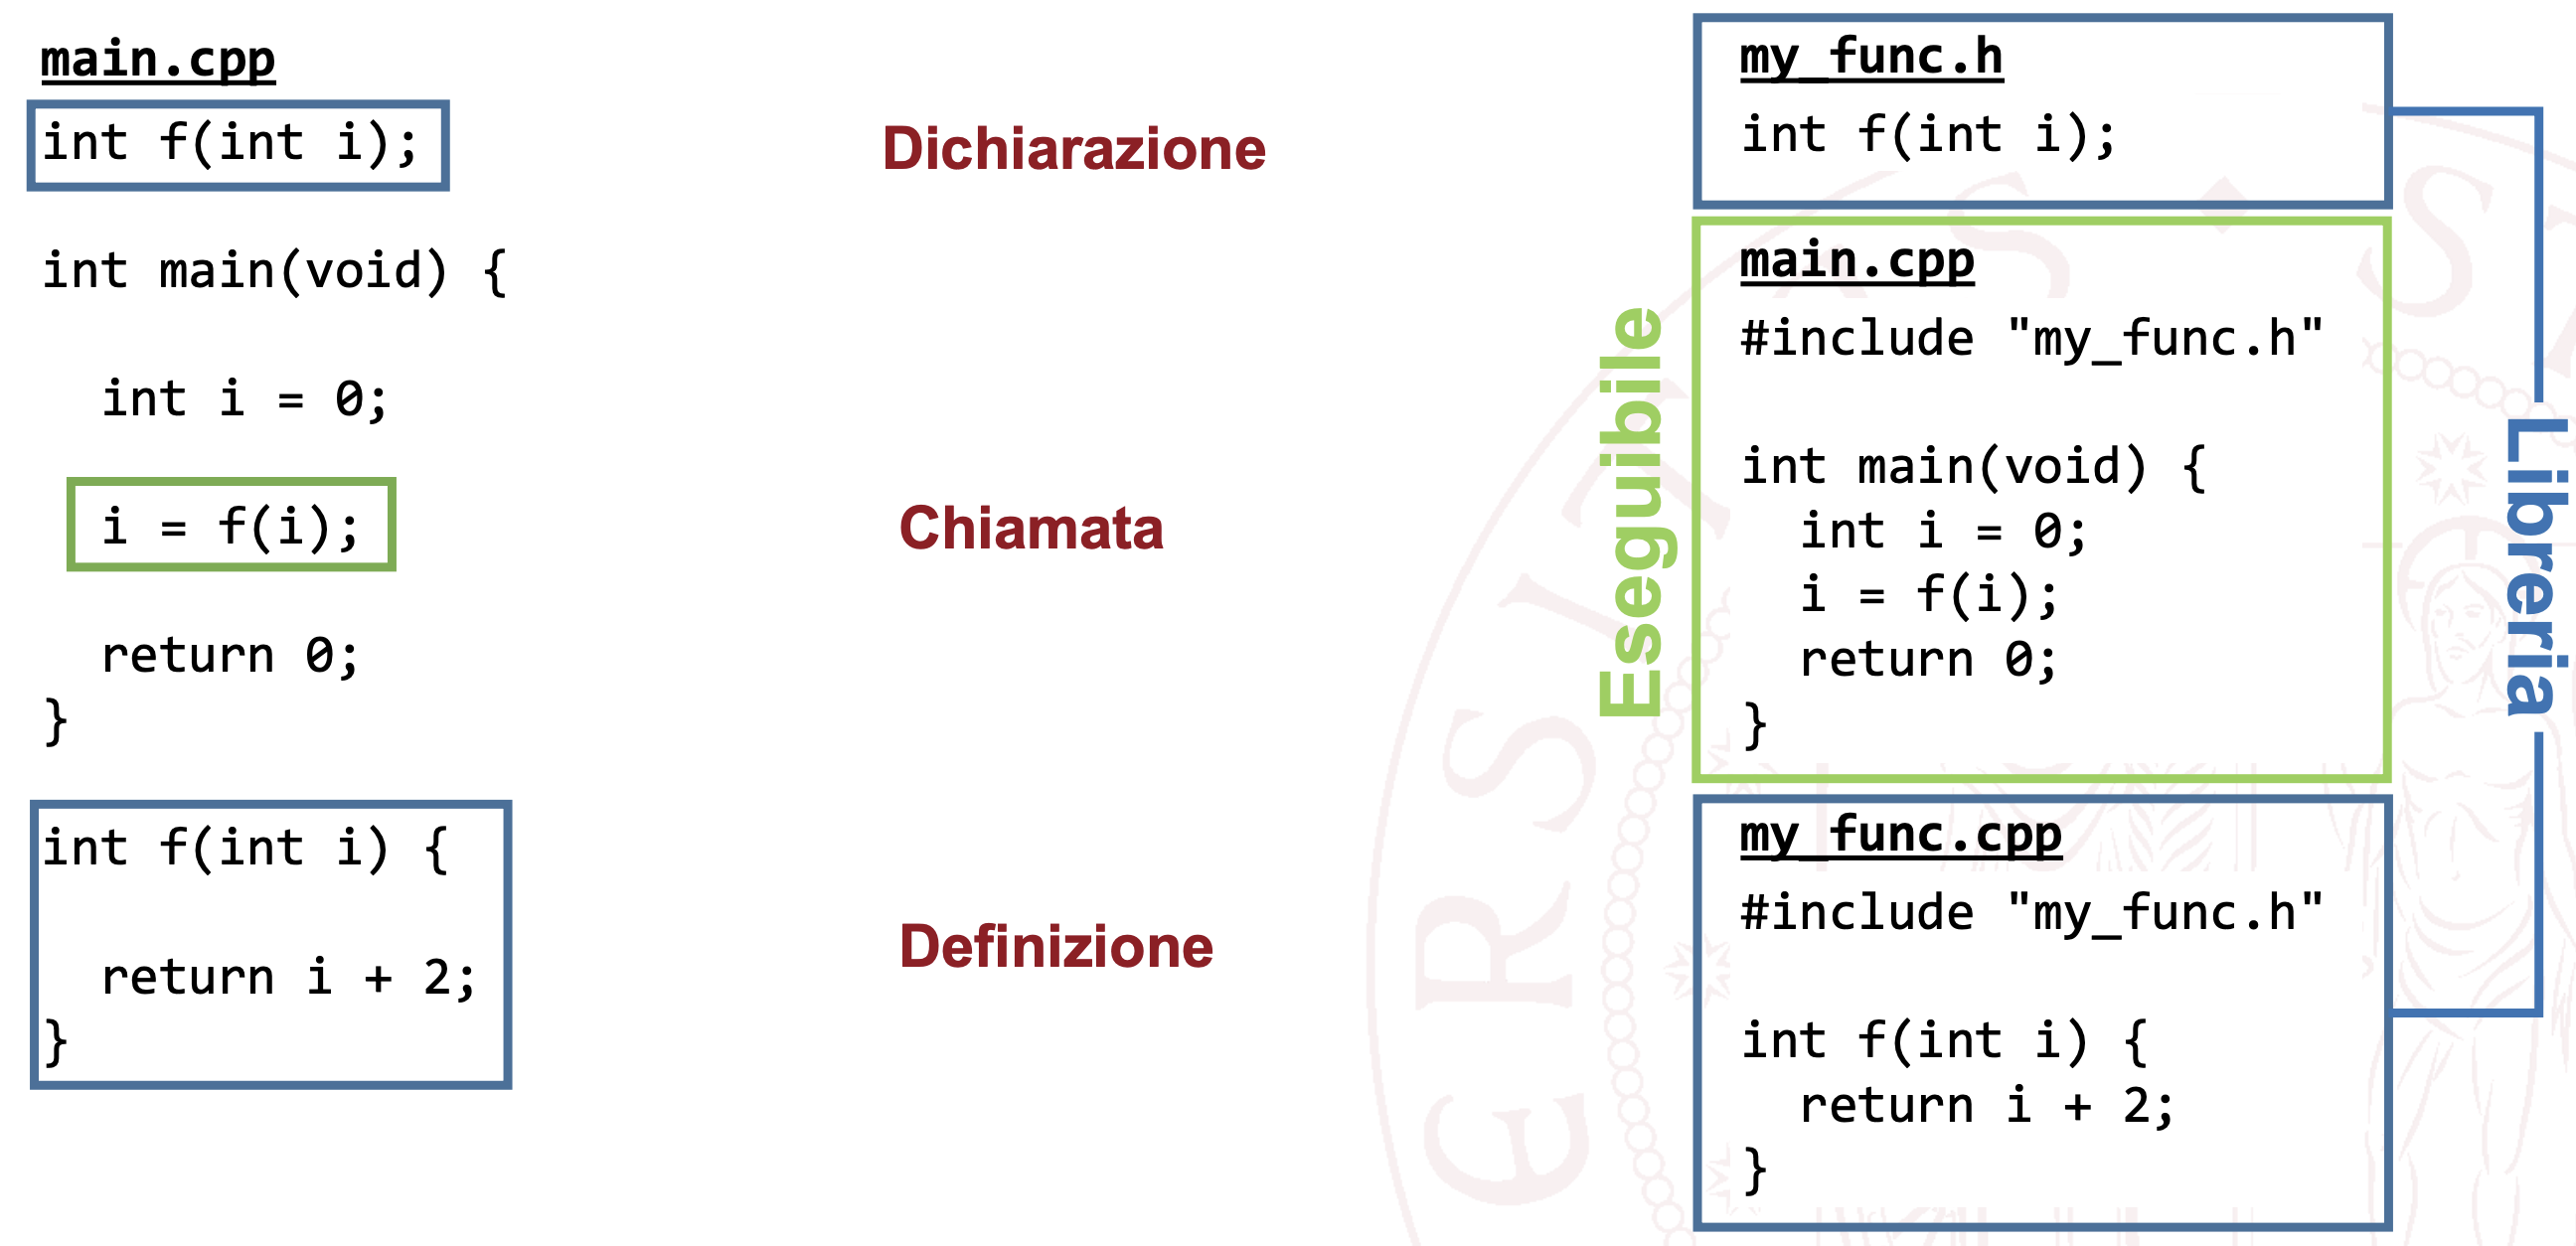 main.cpp
int f(int i);
int main(void) {
int i = 0;
i = f(i);
return 0;
}
int f(int i) {
return i + 2;
}
Dichiarazione
Chiamata
Definizione
Eseguibile
my_func.h
int f(int i);
main.cpp
#include "my_func.h"
int main(void) {
int i = 0;
i = f(i);
return 0;
}
my_func.cpp
#include "my_func.h"
int f(int i) {
return i + 2;
}
Libreria